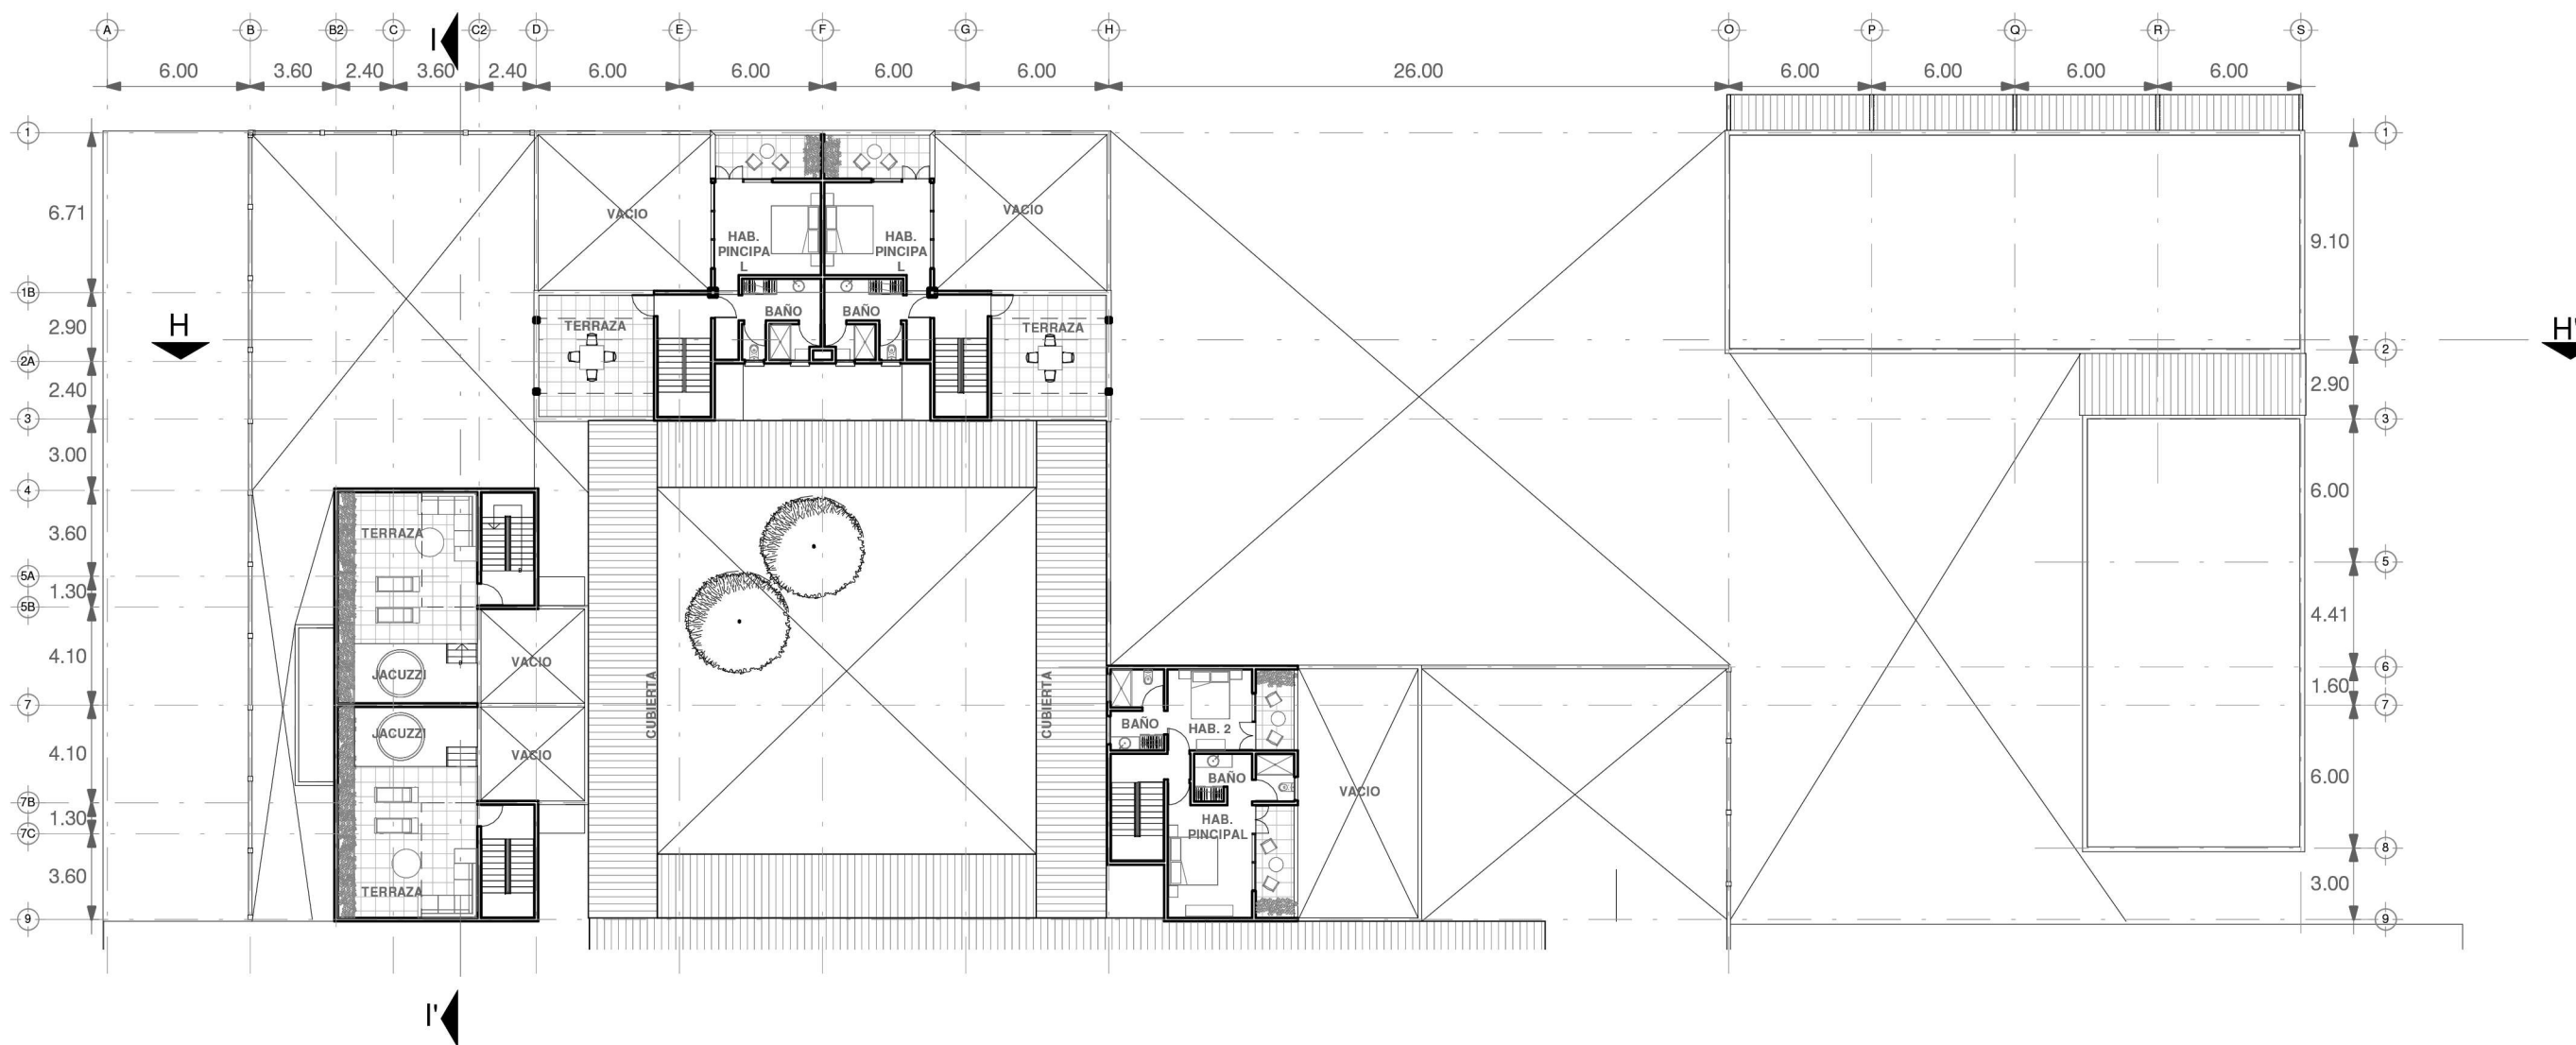 A B B2 C I C2 D E F G H O P Q R S
6.00 3.60 2.40 3.60 2.40 6.00 6.00 6.00 6.00 26.00 6.00 6.00 6.00 6.00
1 1
6.71 VACIO VACIO 9.10
HAB. HAB.
PINCIPA PINCIPA
L L
1B
BAÑO BAÑO
H 2.90 TERRAZA TERRAZA H'
2A 2
2.40 2.90
3 3
3.00
4 6.00
3.60 TERRAZA
5A 5
1.30
5B 4.41
4.10 VACIO
JACUZZI 6
1.60
7 CUBIERTA CUBIERTA 7
BAÑO HAB. 2
JACUZZI
4.10 VACIO
BAÑO 6.00
VACIO
7B
1.30 HAB.
7C PINCIPAL
8
3.60 TERRAZA 3.00
9 9
I'